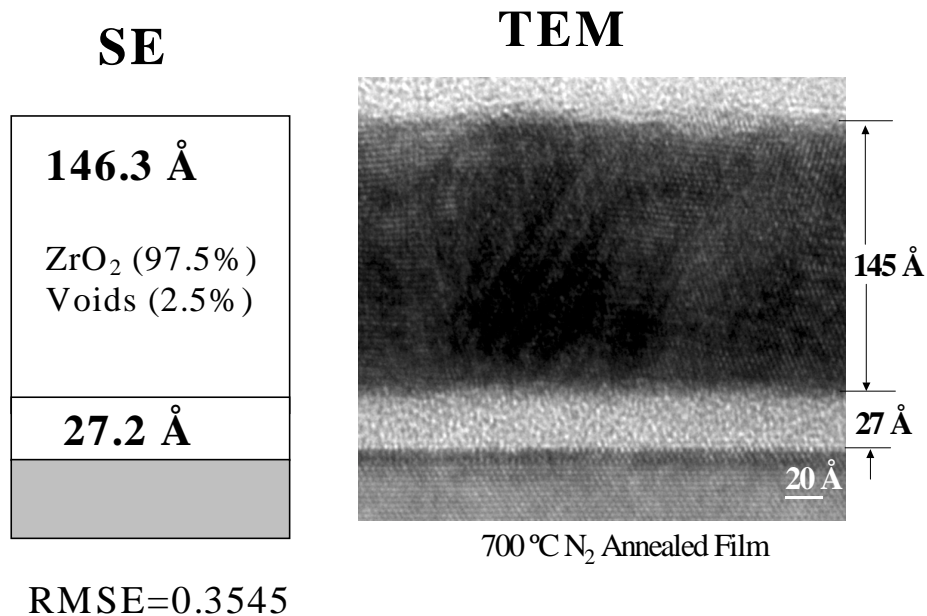 SE
TEM
146.3 Å
ZrO₂ (97.5%)
Voids (2.5%)
27.2 Å
RMSE=0.3545
145 Å
27 Å
20 Å
700 ºC N₂ Annealed Film